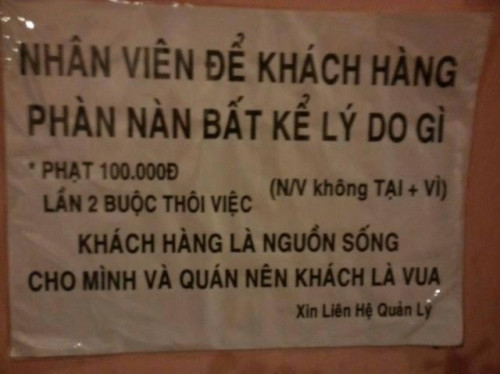 NHÂN VIÊN ĐỂ KHÁCH HÀNG
PHÀN NÀN BẤT KỂ LÝ DO GÌ
* PHẠT 100.000Đ
LẦN 2 BUỘC THÔI VIỆC (N/V không TẠI + VÌ)
KHÁCH HÀNG LÀ NGUỒN SỐNG
CHO MÌNH VÀ QUÁN NÊN KHÁCH LÀ VUA
Xin Liên Hệ Quản Lý